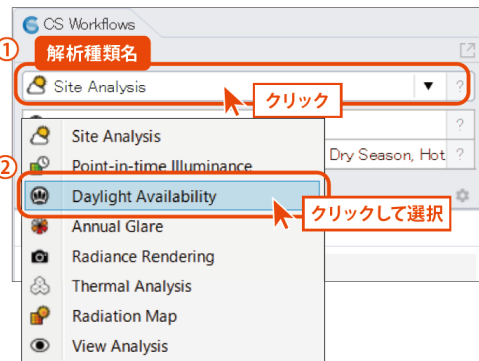 CS Workflows
① 解析種類名
Site Analysis ▼ ?
クリック
?
Site Analysis
Point-in-time Illuminance
Dry Season, Hot ?
② Daylight Availability
クリックして選択
Annual Glare
Radiance Rendering
Thermal Analysis
Radiation Map
View Analysis